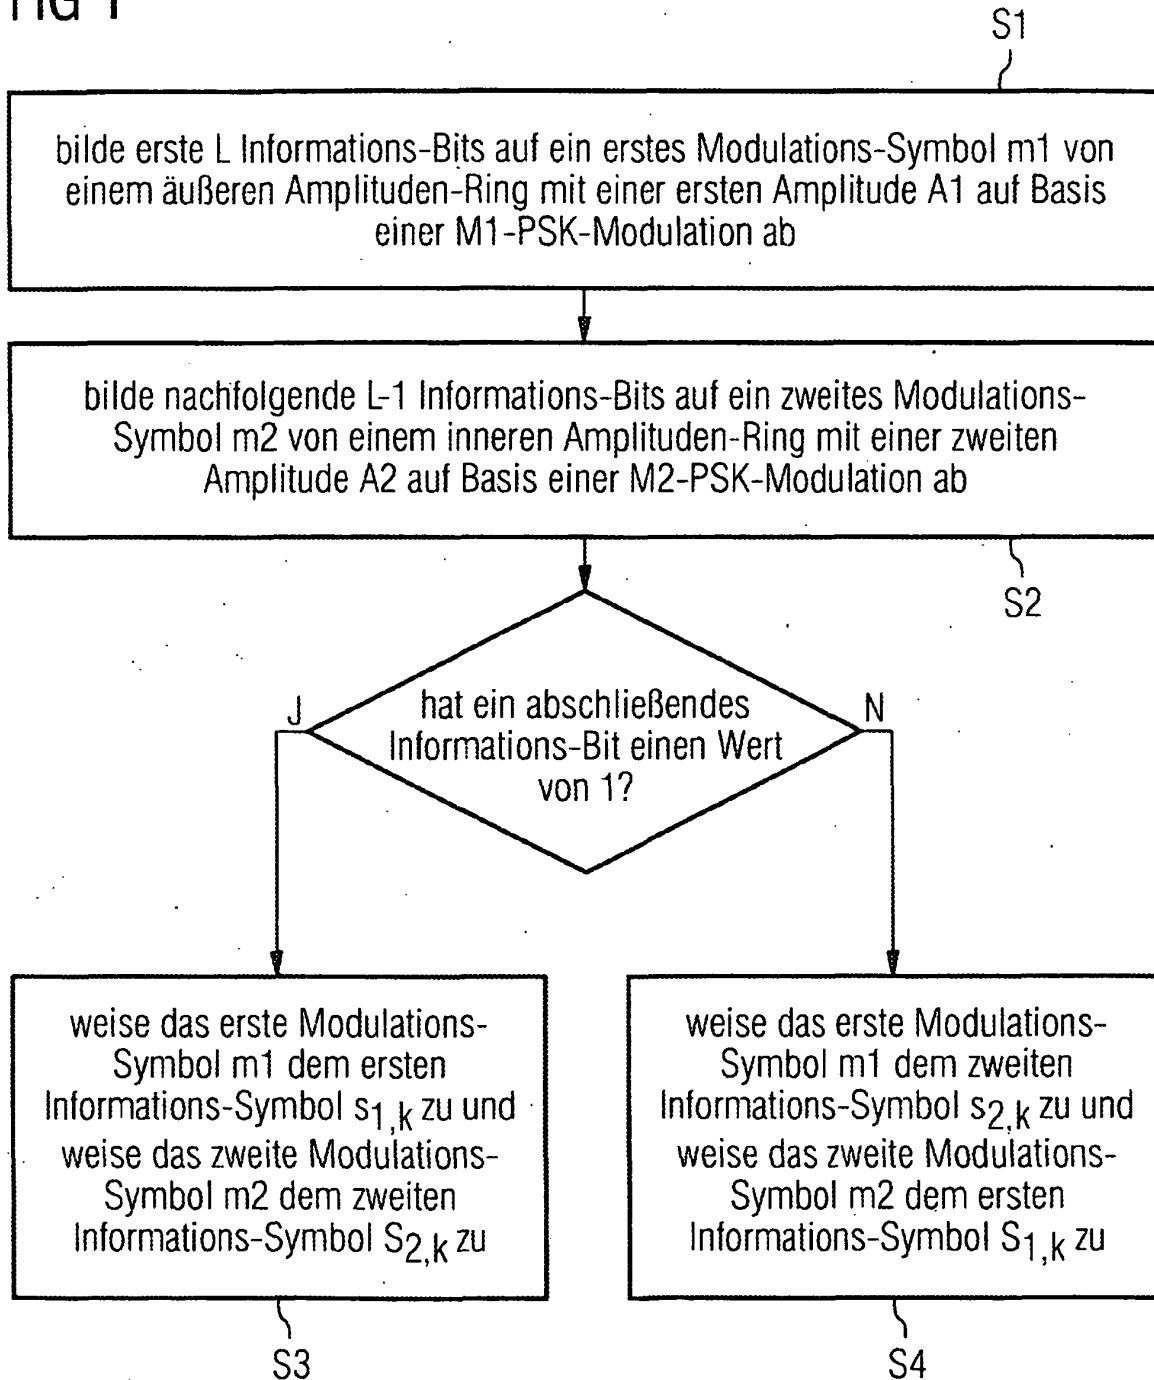 FIG 1
S1
bilde erste L Informations-Bits auf ein erstes Modulations-Symbol m1 von
einem äußeren Amplituden-Ring mit einer ersten Amplitude A1 auf Basis
einer M1-PSK-Modulation ab
bilde nachfolgende L-1 Informations-Bits auf ein zweites Modulations-
Symbol m2 von einem inneren Amplituden-Ring mit einer zweiten
Amplitude A2 auf Basis einer M2-PSK-Modulation ab
S2
J
hat ein abschließendes
Informations-Bit einen Wert
von 1?
N
weise das erste Modulations-
Symbol m1 dem ersten
Informations-Symbol s1,k zu und
weise das zweite Modulations-
Symbol m2 dem zweiten
Informations-Symbol S2,k zu
S3
weise das erste Modulations-
Symbol m1 dem zweiten
Informations-Symbol s2,k zu und
weise das zweite Modulations-
Symbol m2 dem ersten
Informations-Symbol S1,k zu
S4